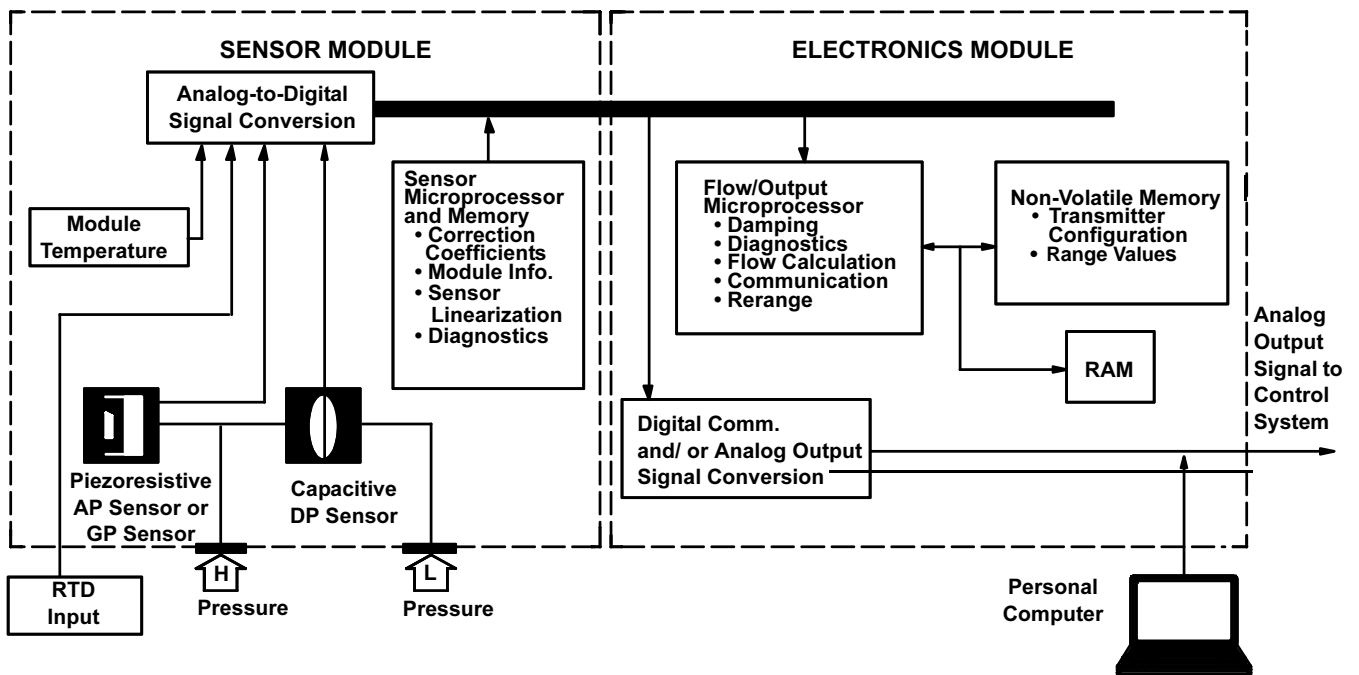 SENSOR MODULE
Analog-to-Digital
Signal Conversion
Module
Temperature
Sensor
Microprocessor
and Memory
• Correction
Coefficients
• Module Info.
• Sensor
Linearization
• Diagnostics
Piezoresistive
AP Sensor or
GP Sensor
Capacitive
DP Sensor
RTD
Input
H
Pressure
L
Pressure
ELECTRONICS MODULE
Flow/Output
Microprocessor
• Damping
• Diagnostics
• Flow Calculation
• Communication
• Rerange
Non-Volatile Memory
• Transmitter
Configuration
• Range Values
RAM
Digital Comm.
and/ or Analog Output
Signal Conversion
Analog
Output
Signal to
Control
System
Personal
Computer